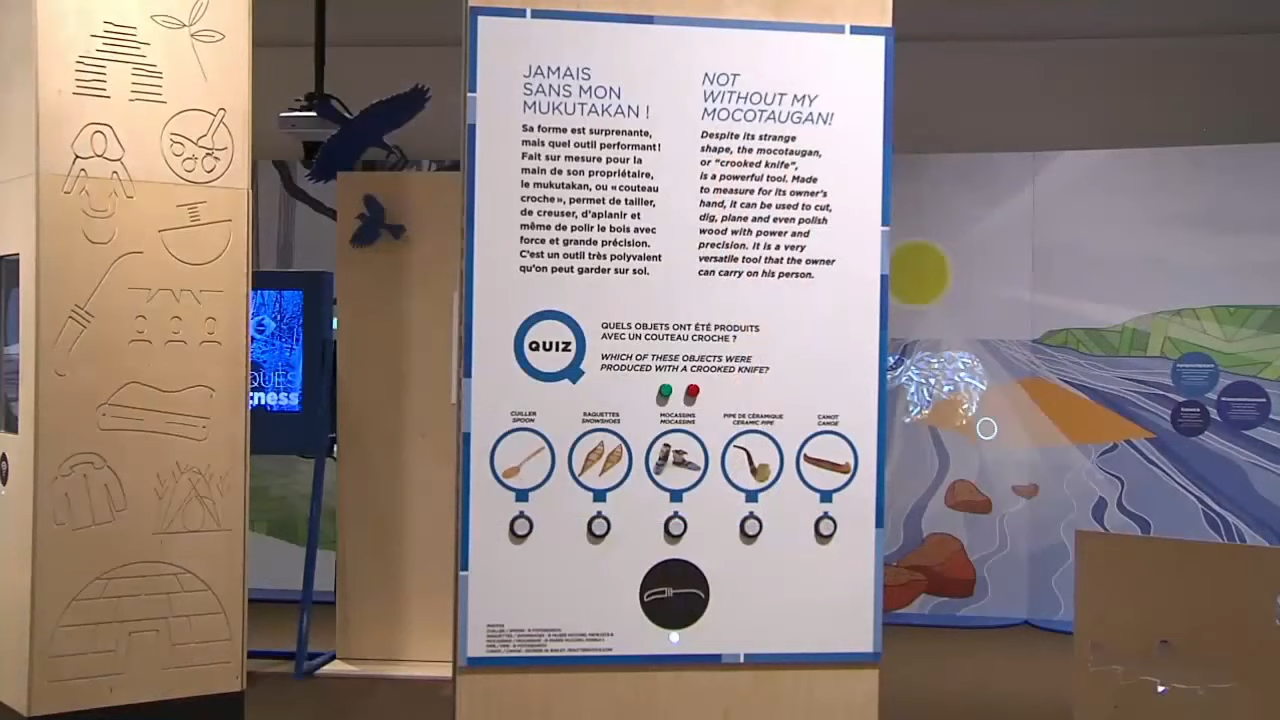 JAMAIS
SANS MON
MUKUTAKAN !
Sa forme est surprenante,
mais quel outil performant!
Fait sur mesure pour la
main de son propriétaire,
le mukutakan, ou « couteau
croche », permet de tailler,
de creuser, d'aplanir et
même de polir le bois avec
force et grande précision.
C'est un outil très polyvalent
qu'on peut garder sur sol.
NOT
WITHOUT MY
MOCOTAUGAN!
Despite its strange
shape, the mocotaugan,
or "crooked knife",
is a powerful tool. Made
to measure for its owner's
hand, it can be used to cut,
dig, plane and even polish
wood with power and
precision. It is a very
versatile tool that the owner
can carry on his person.
QUIZ
QUELS OBJETS ONT ÉTÉ PRODUITS
AVEC UN COUTEAU CROCHE ?
WHICH OF THESE OBJECTS WERE
PRODUCED WITH A CROOKED KNIFE?
CUILLER
SPOON
RAQUETTES
SNOWSHOES
MOCASSINS
MOCCASINS
PIPE DE CÉRAMIQUE
CERAMIC PIPE
CANOT
CANOE
QUES
tness